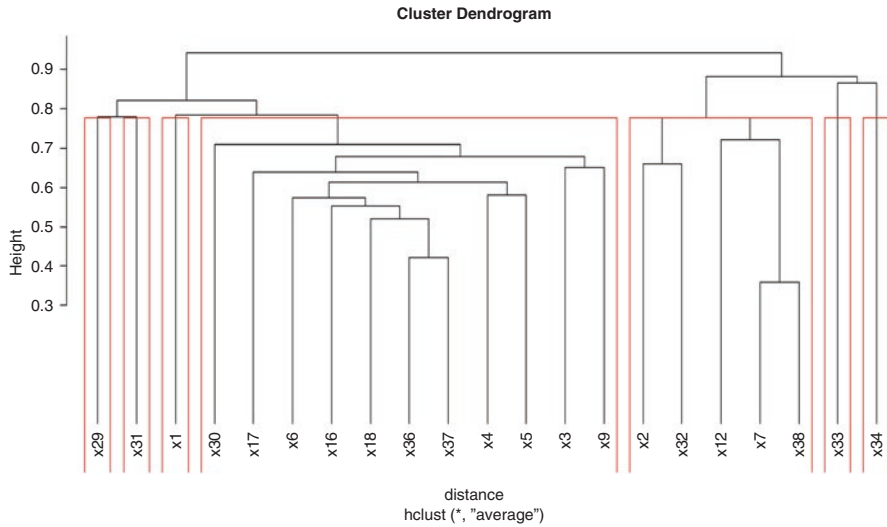 Cluster Dendrogram
Height
0.9
0.8
0.7
0.6
0.5
0.4
0.3
x29 x31 x1 x30 x17 x6 x16 x18 x36 x37 x4 x5 x3 x9 x2 x32 x12 x7 x38 x33 x34
distance
hclust (*, ”average”)